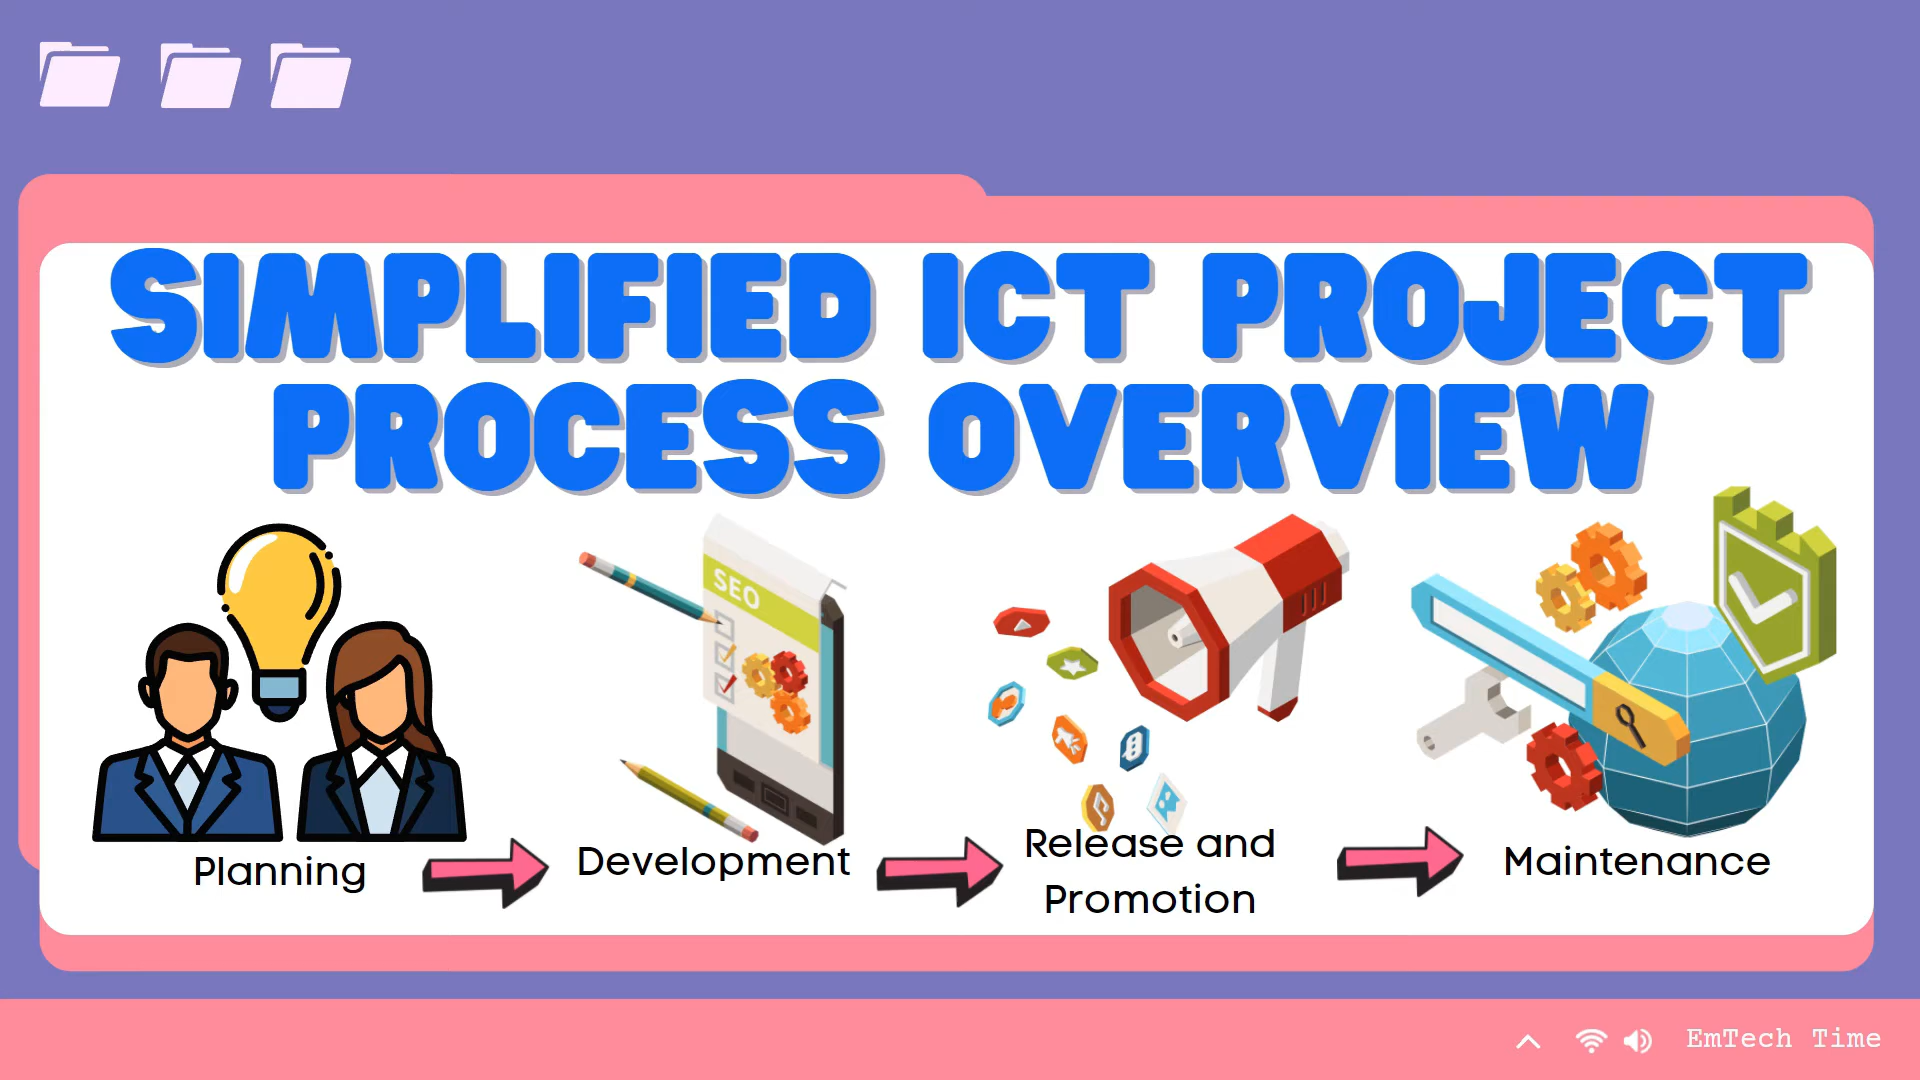 SIMPLIFIED ICT PROJECT
PROCESS OVERVIEW
SEO
Planning
Development
Release and
Promotion
Maintenance
EmTech Time